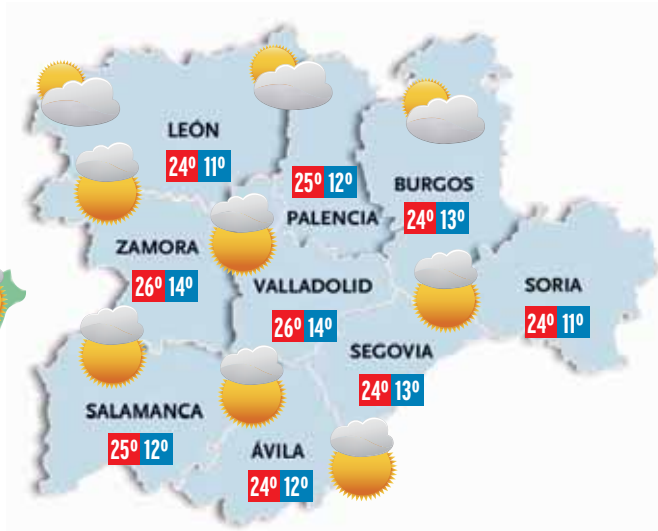 LEÓN
24º 11º
25º 12º
PALENCIA
BURGOS
24º 13º
ZAMORA
26º 14º
VALLADOLID
26º 14º
SORIA
24º 11º
SEGOVIA
24º 13º
SALAMANCA
25º 12º
ÁVILA
24º 12º